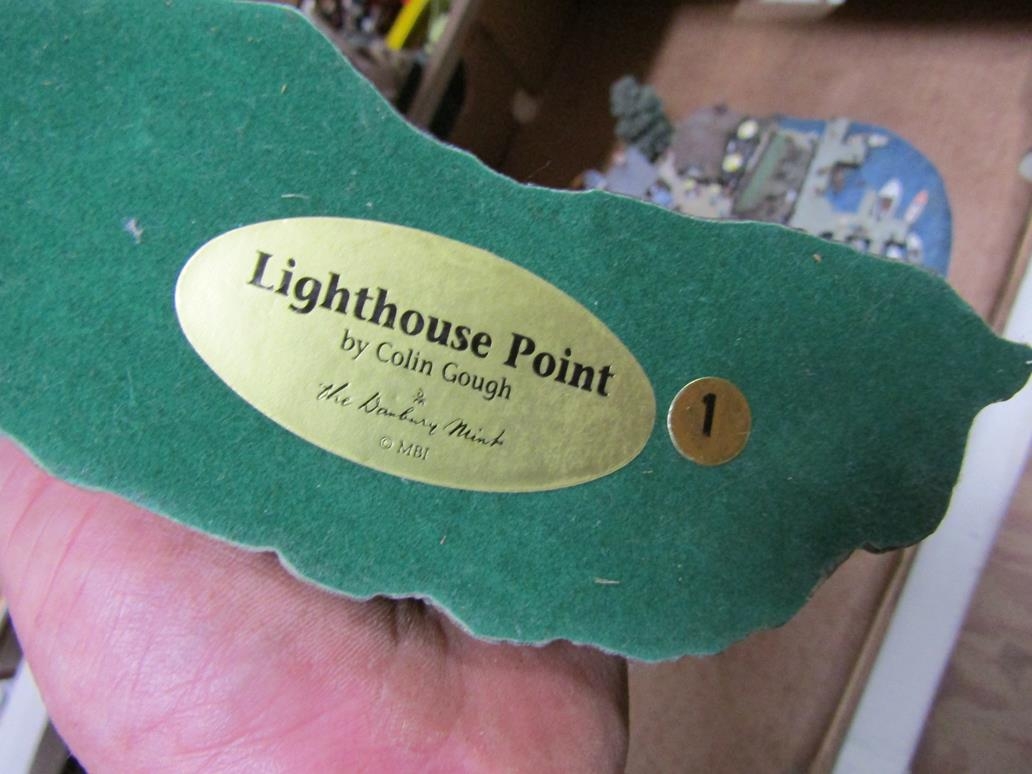 Lighthouse Point
by Colin Gough
The Danbury Mint
© MBI
1